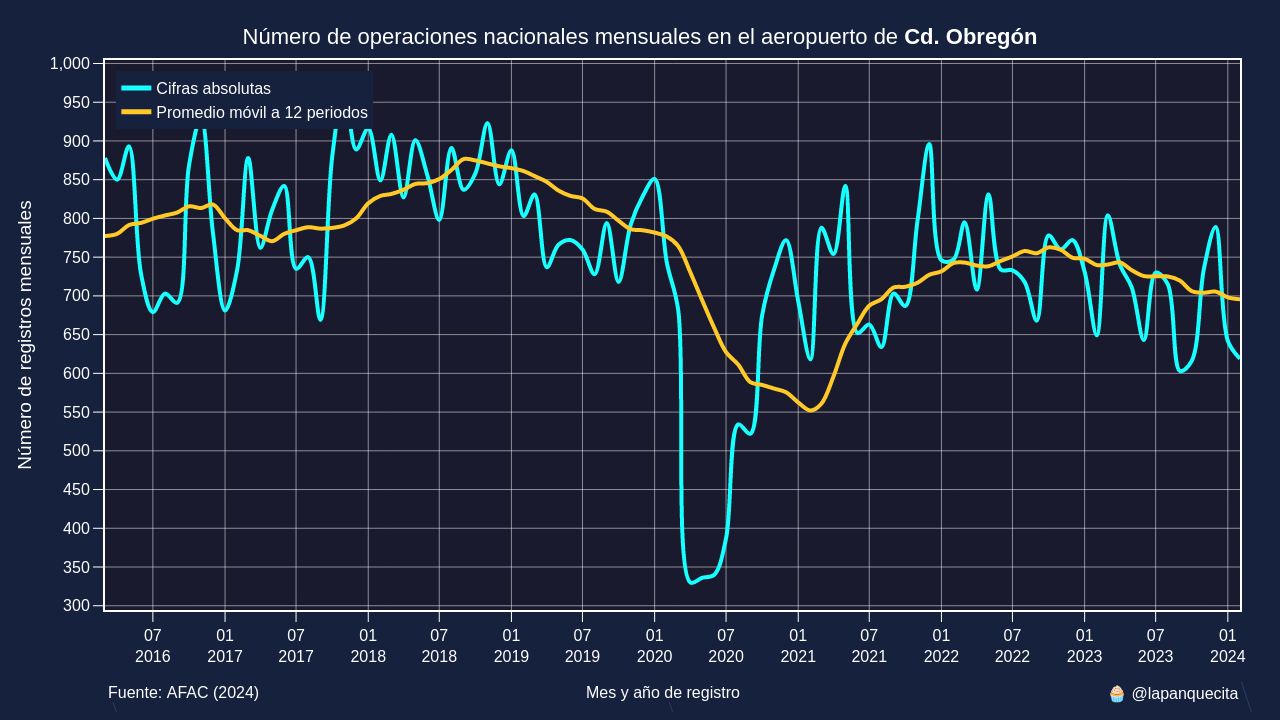 Número de operaciones nacionales mensuales en el aeropuerto de Cd. Obregón
Cifras absolutas
Promedio móvil a 12 periodos
Número de registros mensuales
1,000
950
900
850
800
750
700
650
600
550
500
450
400
350
300
07 01 07 01 07 01 07 01 07 01 07 01 07 01 07 01
2016 2017 2017 2018 2018 2019 2019 2020 2020 2021 2021 2022 2022 2023 2023 2024
Fuente: AFAC (2024)
Mes y año de registro
🧁 @lapanquecita